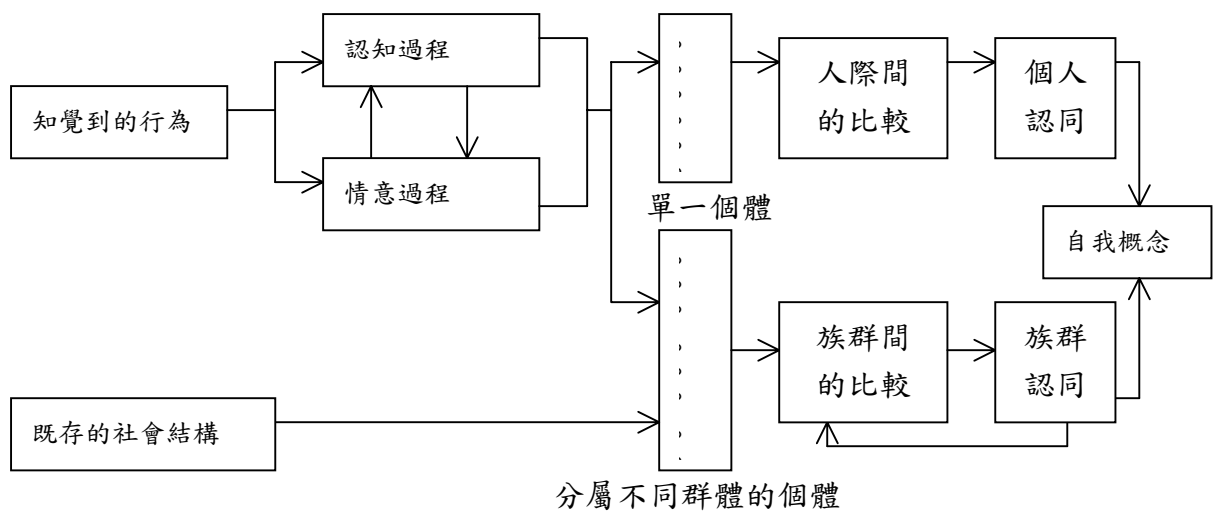 認知過程
知覺到的行為
情意過程
單一個體
人際間
的比較
個人
認同
自我概念
族群間
的比較
族群
認同
既存的社會結構
分屬不同群體的個體